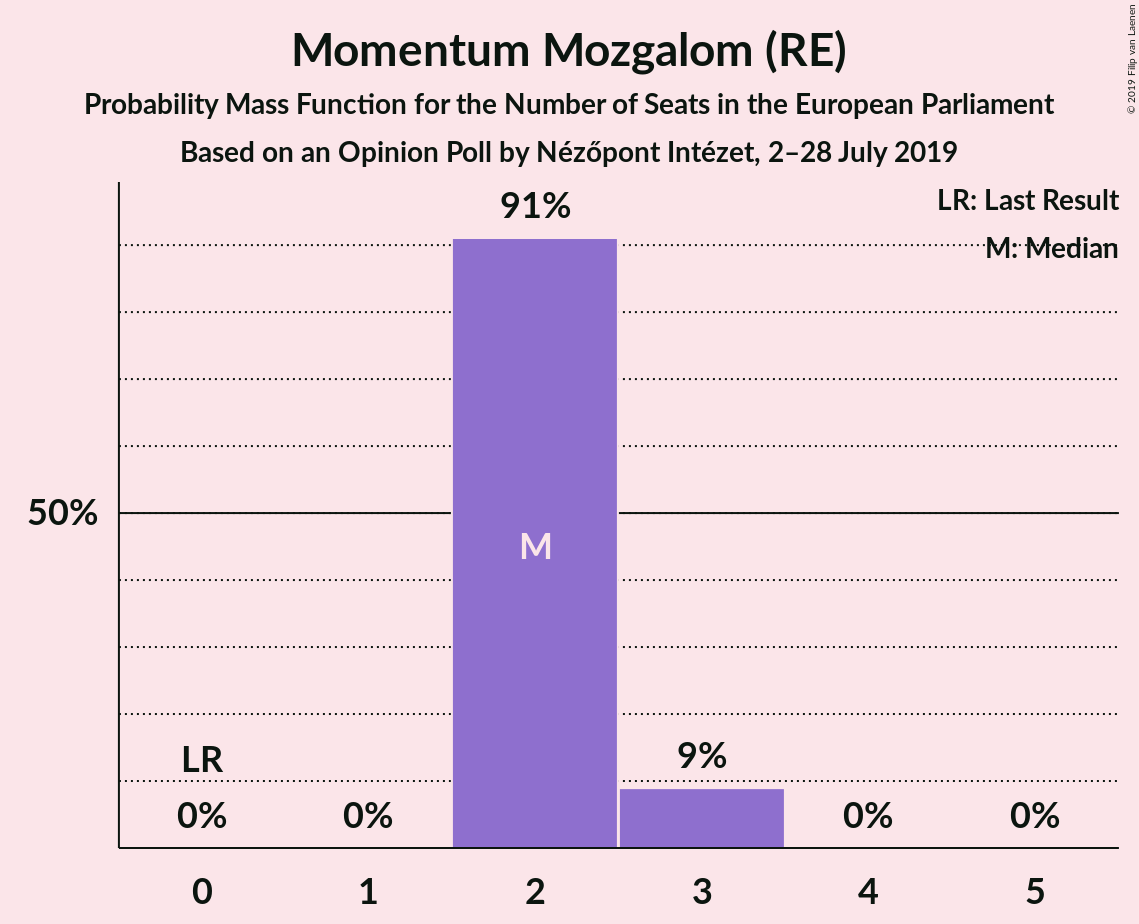 Momentum Mozgalom (RE)
Probability Mass Function for the Number of Seats in the European Parliament
Based on an Opinion Poll by Nézőpont Intézet, 2–28 July 2019
© 2019 Filip van Laenen
LR: Last Result
M: Median
91%
50%
M
LR
9%
0% 0% 0% 0%
0 1 2 3 4 5